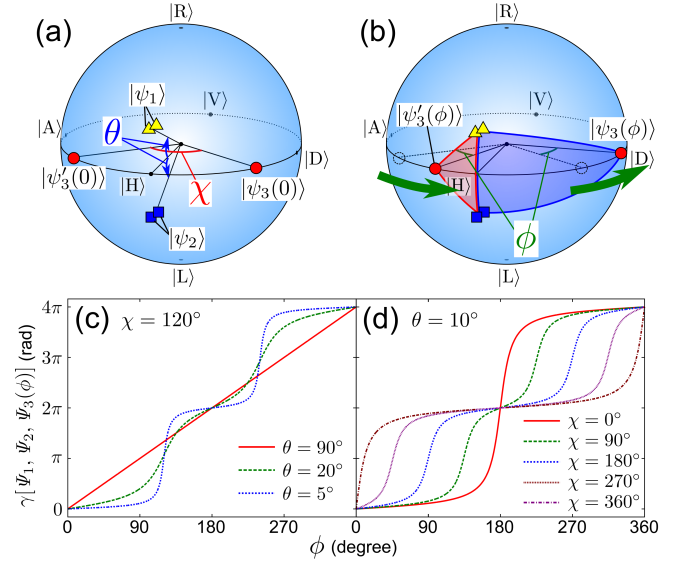 (a)
|R⟩
|ψ₁⟩
|V⟩
|A⟩
θ
|D⟩
|ψ′₃(0)⟩
|H⟩
χ
|ψ₃(0)⟩
|ψ₂⟩
|L⟩
(b)
|R⟩
|ψ′₃(ϕ)⟩
|V⟩
|A⟩
|ψ₃(ϕ)⟩
|D⟩
|H⟩
ϕ
|L⟩
γ[Ψ₁, Ψ₂, Ψ₃(ϕ)] (rad)
4π
3π
2π
π
0
(c) χ = 120°
θ = 90°
θ = 20°
θ = 5°
0 90 180 270
(d) θ = 10°
χ = 0°
χ = 90°
χ = 180°
χ = 270°
χ = 360°
0 90 180 270 360
ϕ (degree)